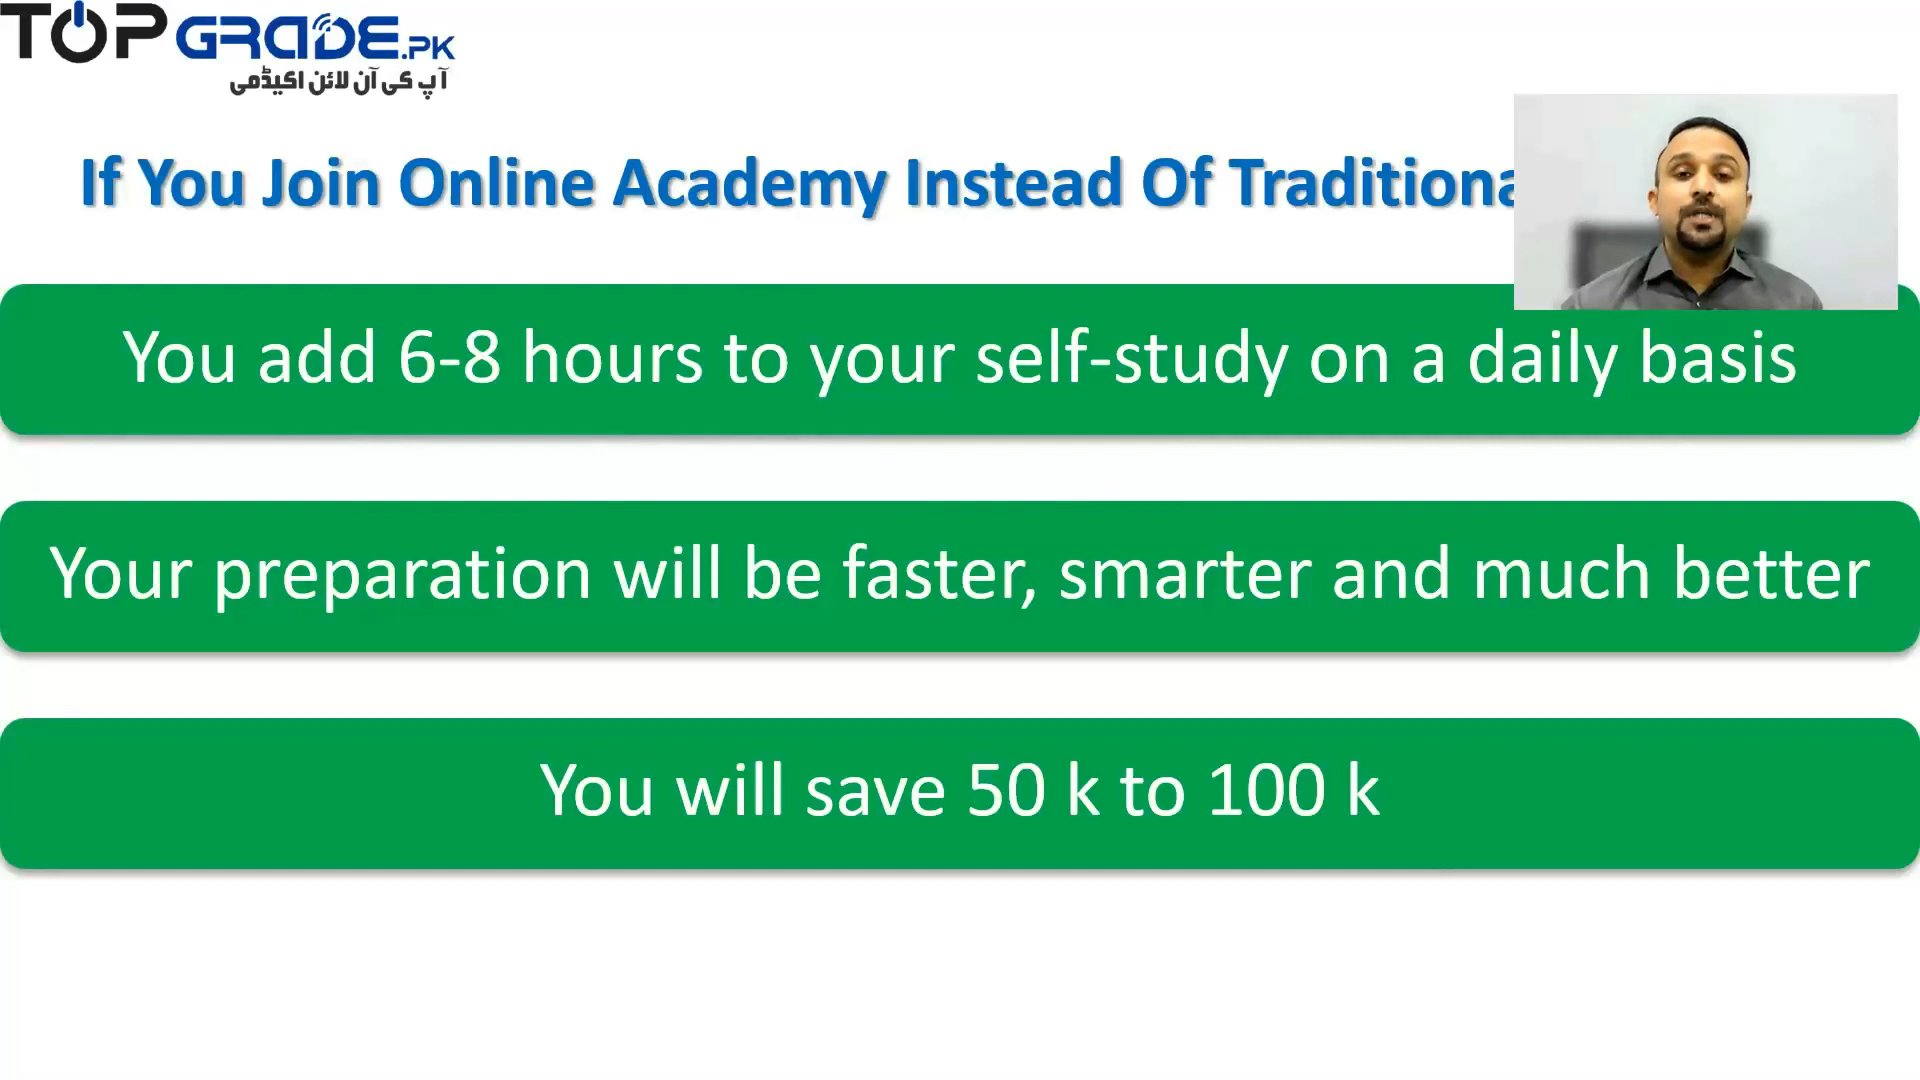 TOPGRADE.PK
آپ کی آن لائن اکیڈمی
If You Join Online Academy Instead Of Traditiona
You add 6-8 hours to your self-study on a daily basis
Your preparation will be faster, smarter and much better
You will save 50 k to 100 k